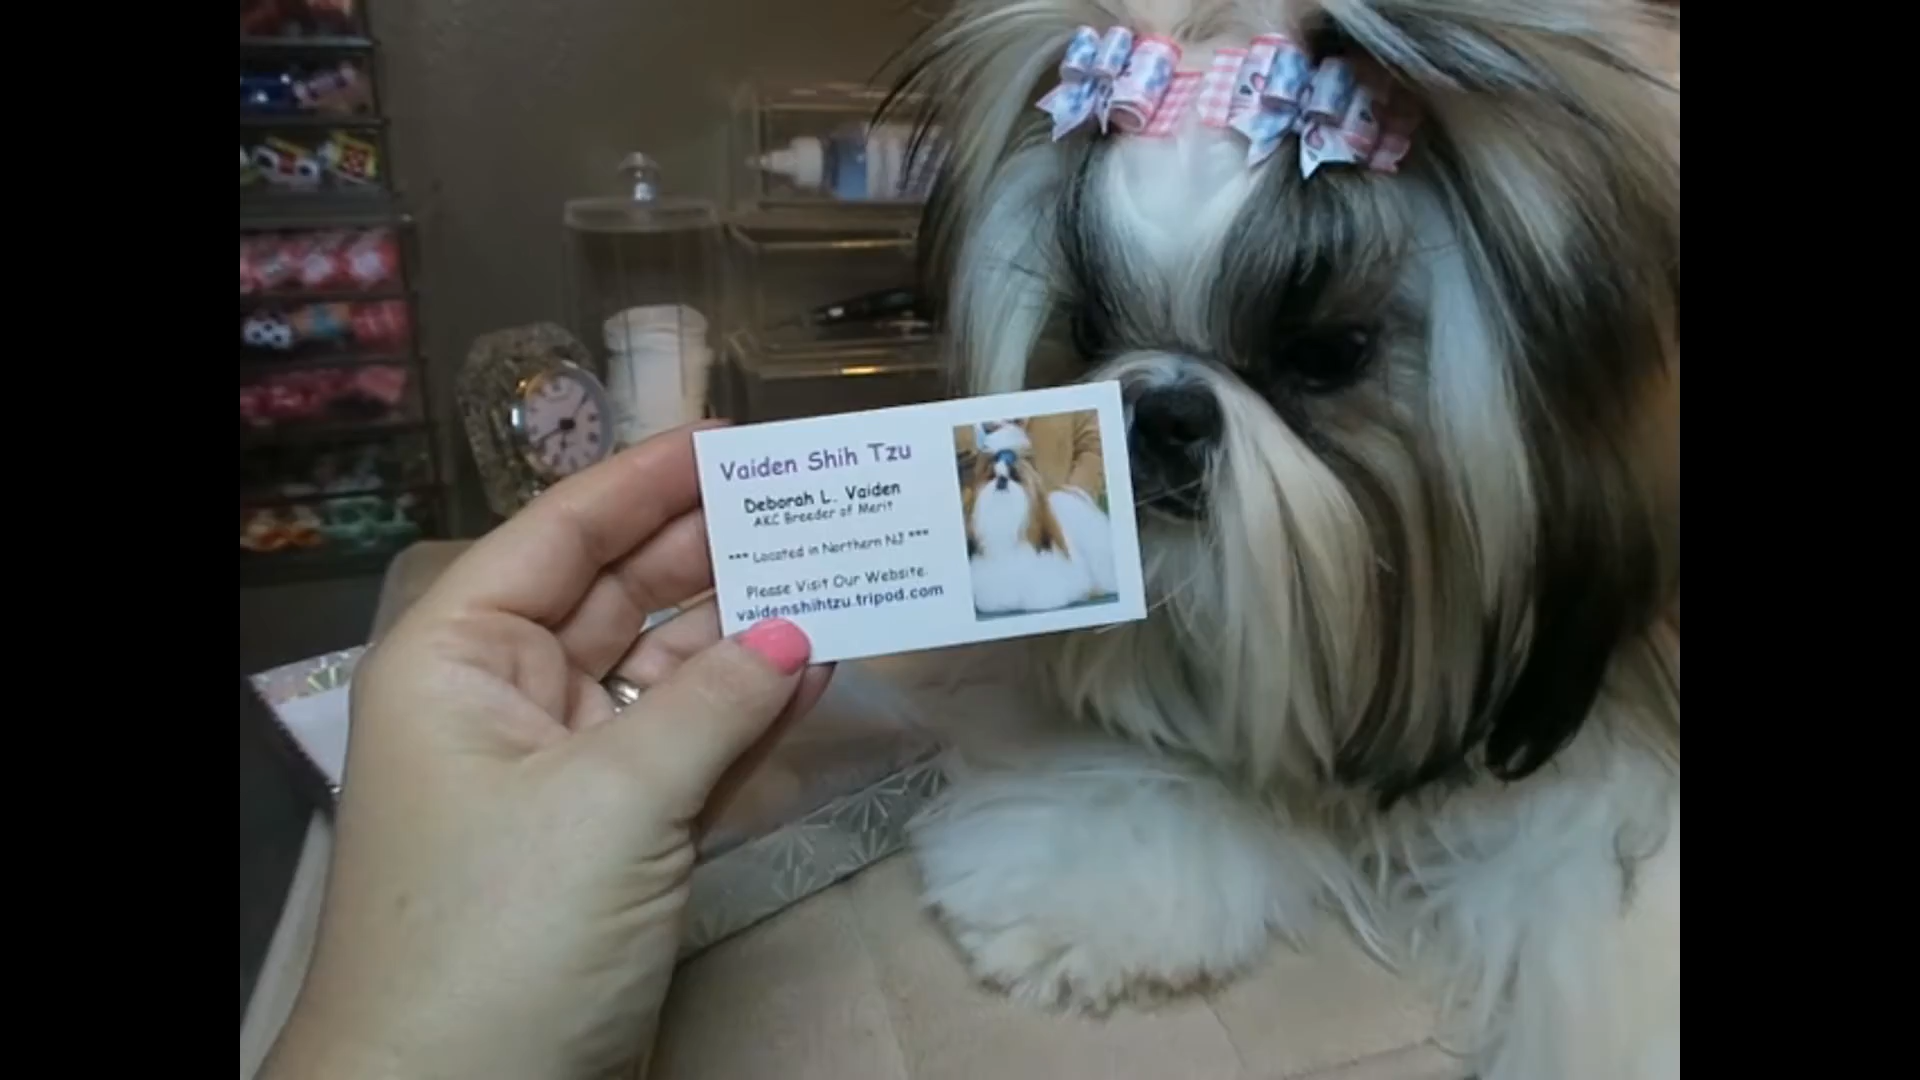 Vaiden Shih Tzu
Deborah L. Vaiden
AKC Breeder of Merit
*** Located in Northern NJ ***
Please Visit Our Website.
vaidenshihtzu.tripod.com